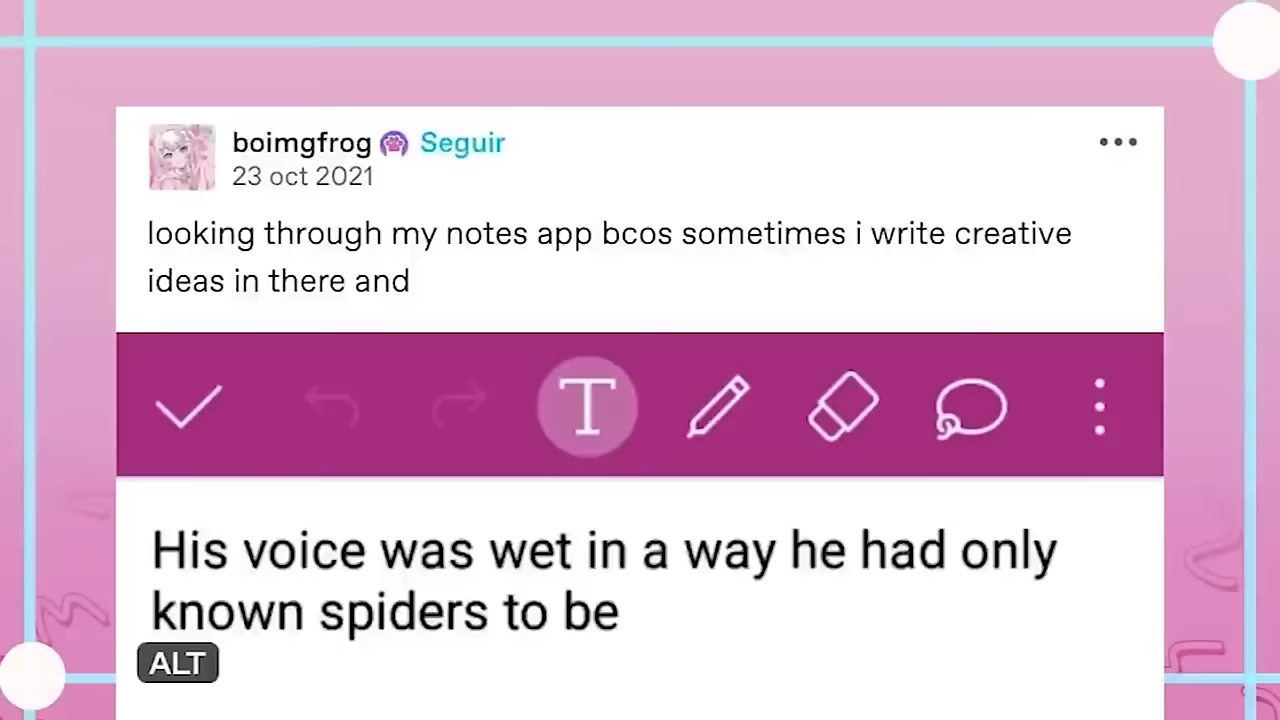 boimgfrog Seguir
23 oct 2021
looking through my notes app bcos sometimes i write creative
ideas in there and
T
His voice was wet in a way he had only
known spiders to be
ALT